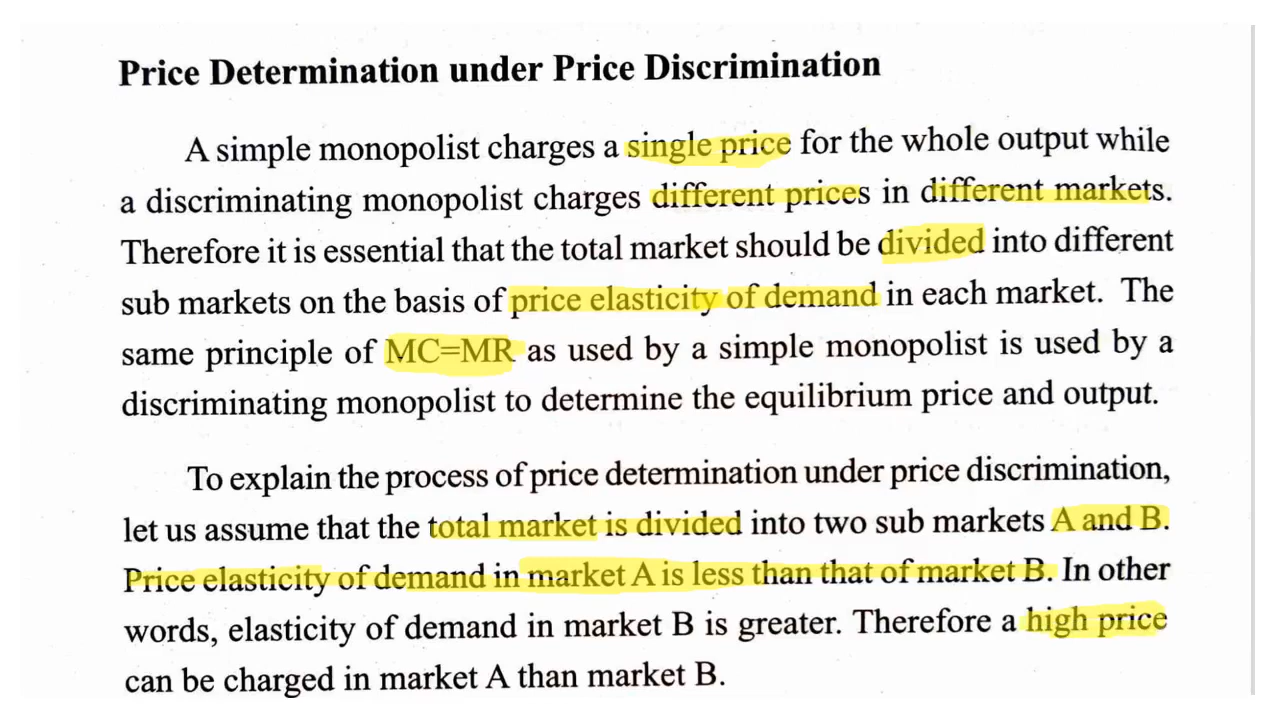 Price Determination under Price Discrimination
A simple monopolist charges a single price for the whole output while
a discriminating monopolist charges different prices in different markets.
Therefore it is essential that the total market should be divided into different
sub markets on the basis of price elasticity of demand in each market. The
same principle of MC=MR as used by a simple monopolist is used by a
discriminating monopolist to determine the equilibrium price and output.
To explain the process of price determination under price discrimination,
let us assume that the total market is divided into two sub markets A and B.
Price elasticity of demand in market A is less than that of market B. In other
words, elasticity of demand in market B is greater. Therefore a high price
can be charged in market A than market B.